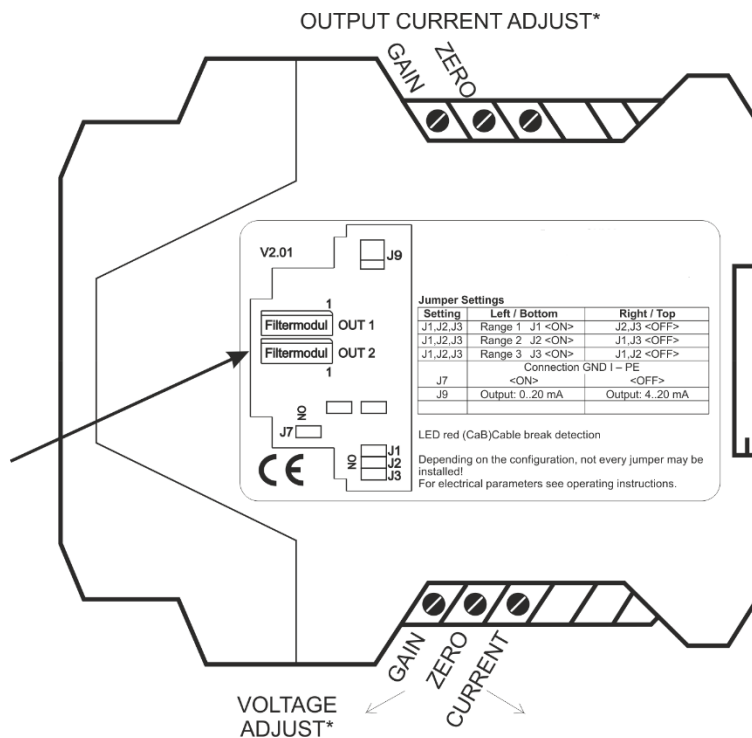 OUTPUT CURRENT ADJUST*
GAIN
ZERO
V2.01
J9
1
Filtermodul OUT 1
Filtermodul OUT 2
1
NO
J7
NO
J1
J2
J3
CE
Jumper Settings
Setting Left / Bottom Right / Top
J1,J2,J3 Range 1 J1 <ON> J2,J3 <OFF>
J1,J2,J3 Range 2 J2 <ON> J1,J3 <OFF>
J1,J2,J3 Range 3 J3 <ON> J1,J2 <OFF>
Connection GND I – PE
J7 <ON> <OFF>
J9 Output: 0..20 mA Output: 4..20 mA
LED red (CaB)Cable break detection
Depending on the configuration, not every jumper may be
installed!
For electrical parameters see operating instructions.
GAIN
ZERO
CURRENT
VOLTAGE
ADJUST*